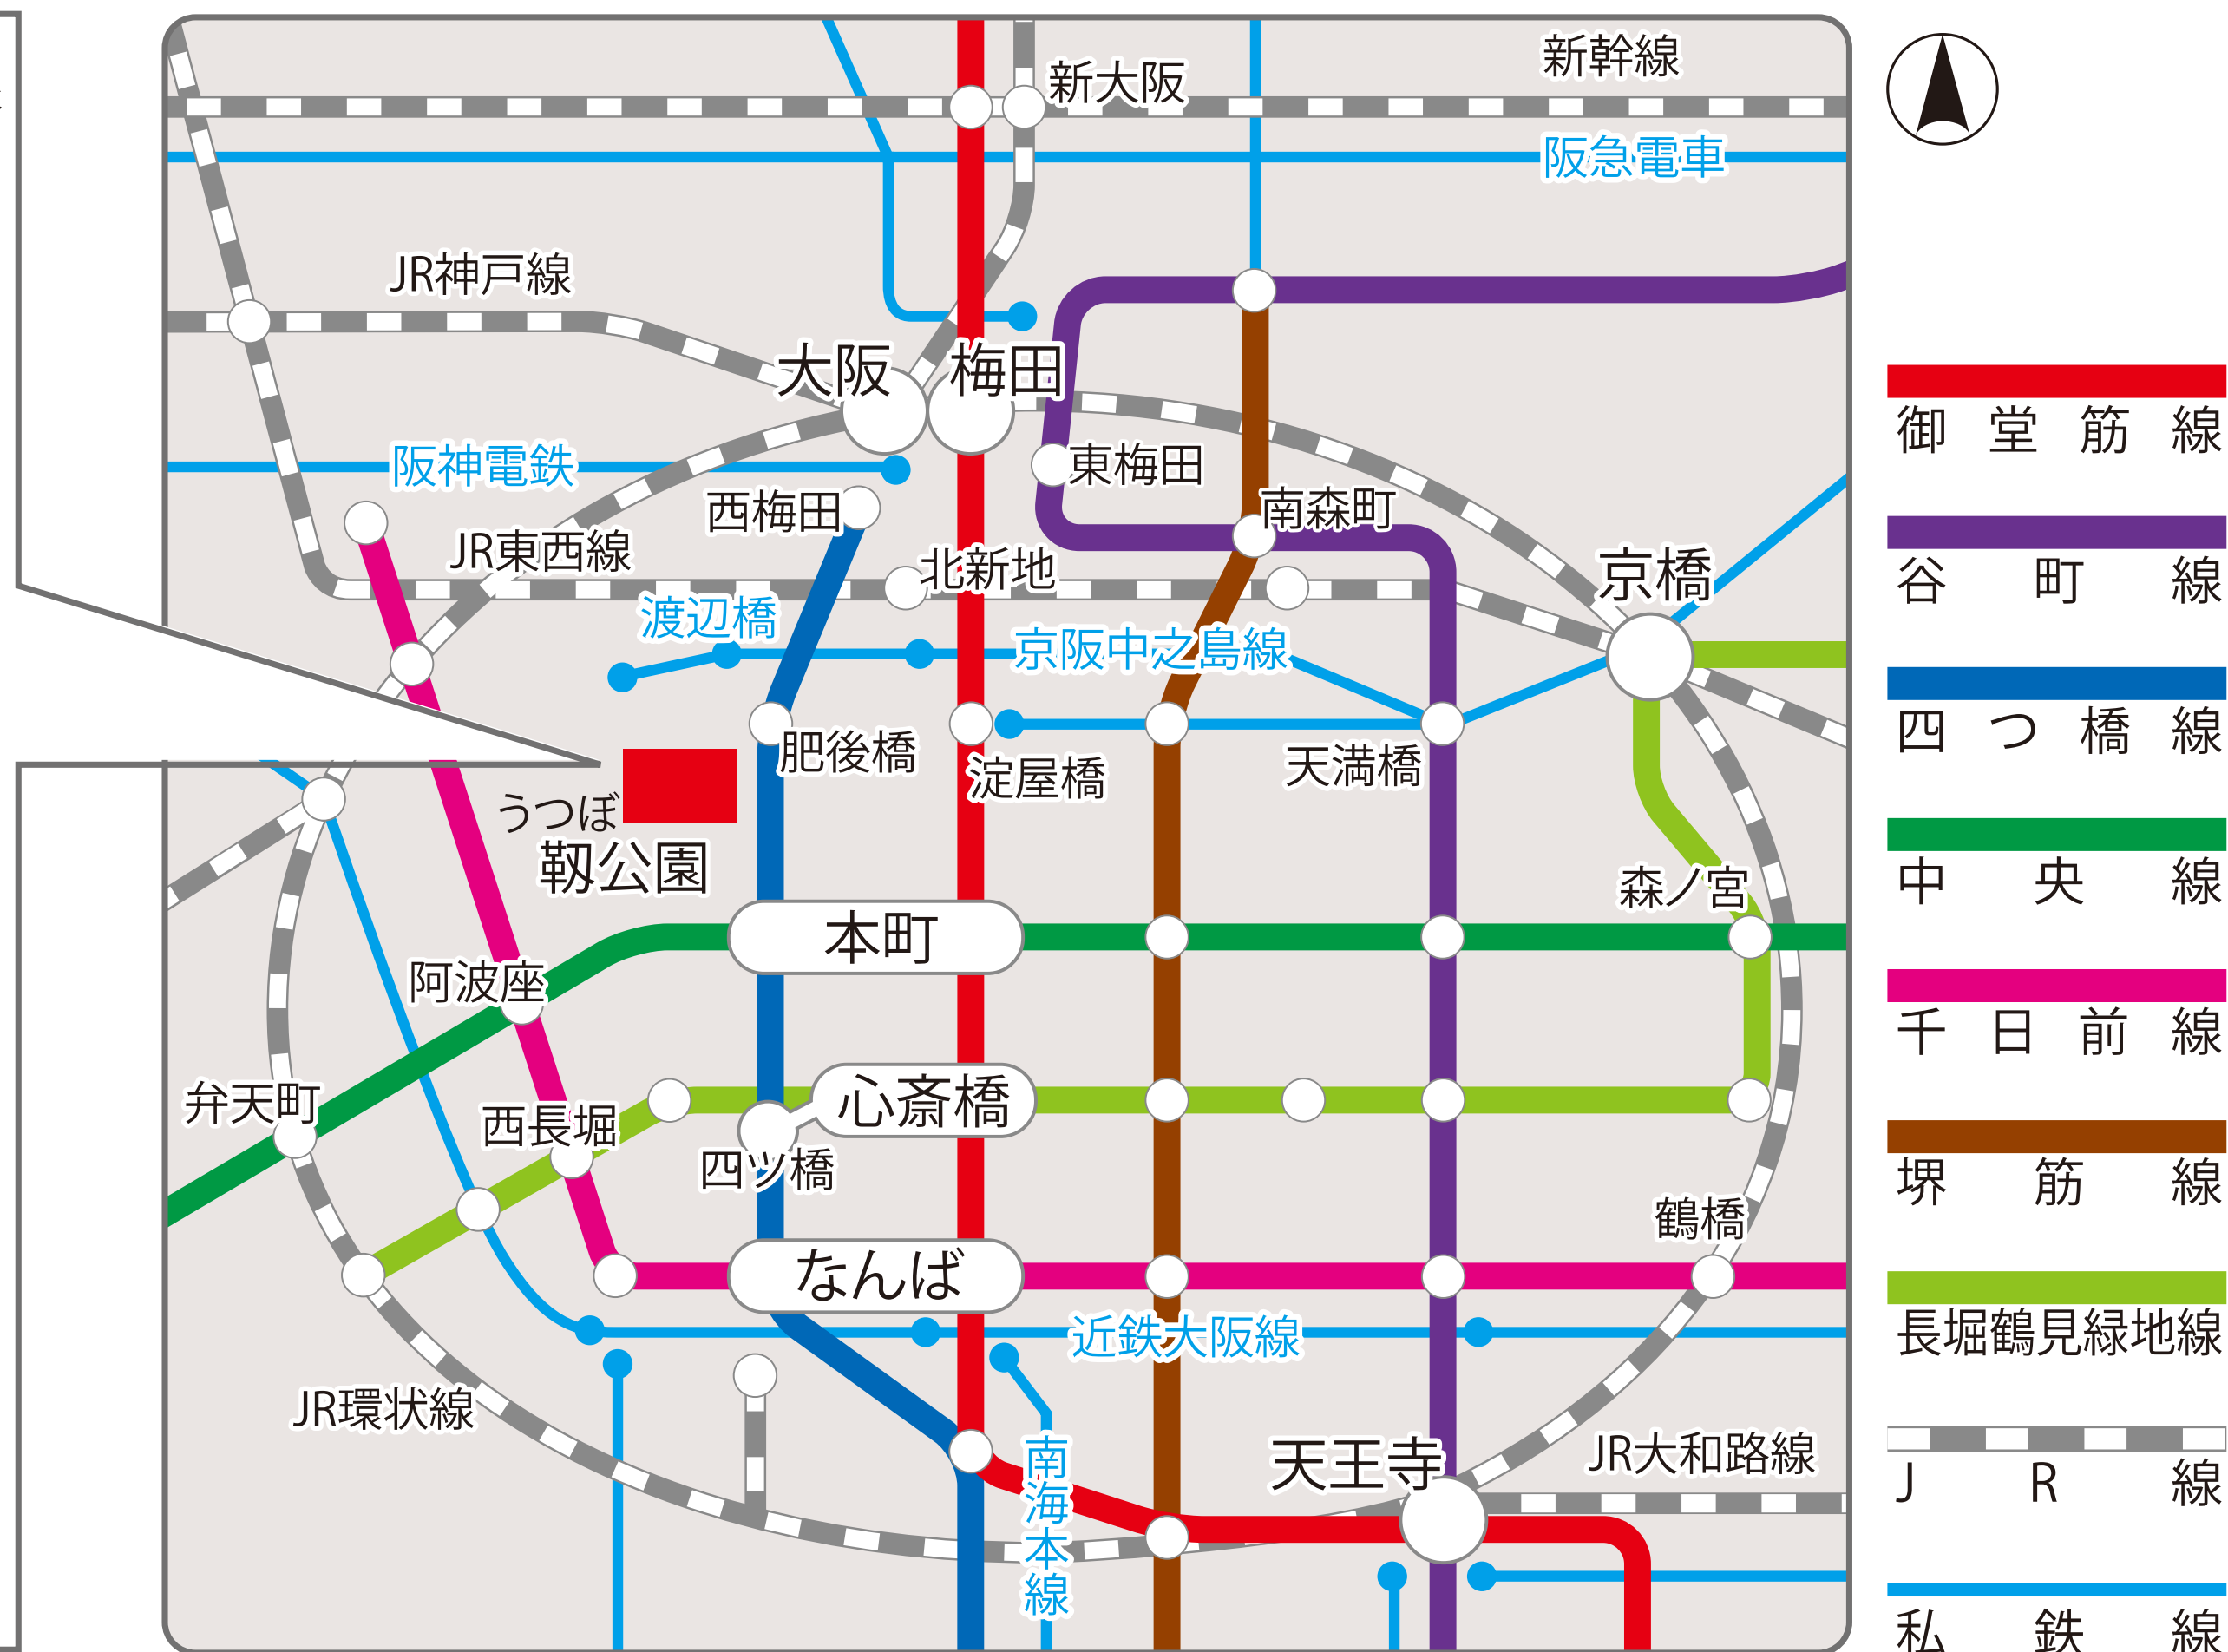 新幹線
新大阪
阪急電車
JR神戸線
大阪
梅田
阪神電鉄
東梅田
西梅田
南森町
JR東西線
北新地
京橋
渡辺橋
京阪中之島線
肥後橋
淀屋橋
天満橋
うつぼ
靱公園
森ノ宮
本町
阿波座
弁天町
西長堀
心斎橋
四ツ橋
鶴橋
なんば
近鉄大阪線
JR環状線
南海本線
天王寺
JR大和路線
御堂筋線
谷町線
四つ橋線
中央線
千日前線
堺筋線
長堀鶴見緑地線
JR線
私鉄線